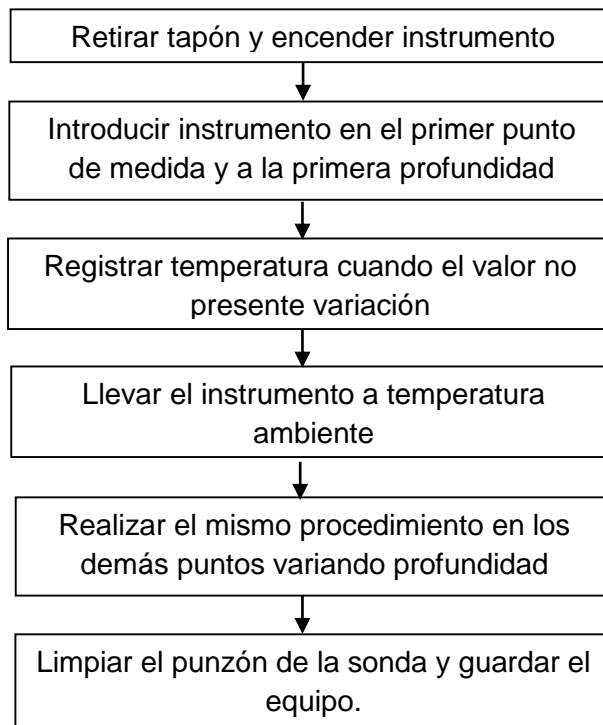 Retirar tapón y encender instrumento
Introducir instrumento en el primer punto
de medida y a la primera profundidad
Registrar temperatura cuando el valor no
presente variación
Llevar el instrumento a temperatura
ambiente
Realizar el mismo procedimiento en los
demás puntos variando profundidad
Limpiar el punzón de la sonda y guardar el
equipo.